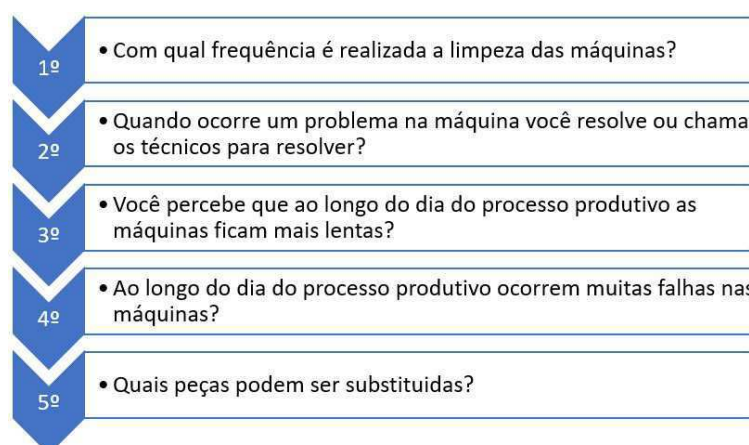 1º
• Com qual frequência é realizada a limpeza das máquinas?
2º
• Quando ocorre um problema na máquina você resolve ou chama
os técnicos para resolver?
3º
• Você percebe que ao longo do dia do processo produtivo as
máquinas ficam mais lentas?
4º
• Ao longo do dia do processo produtivo ocorrem muitas falhas nas
máquinas?
5º
• Quais peças podem ser substituidas?